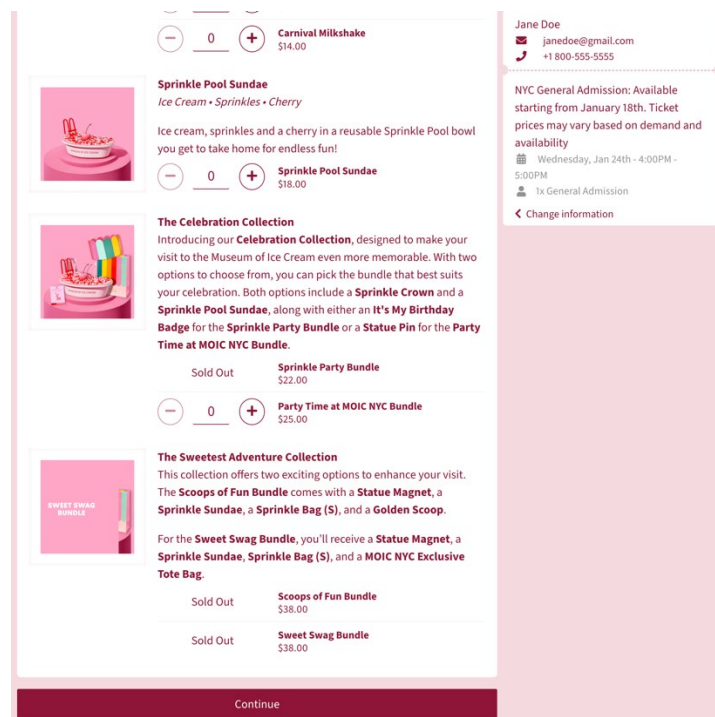 0
Carnival Milkshake
$14.00
Sprinkle Pool Sundae
Ice Cream • Sprinkles • Cherry
Ice cream, sprinkles and a cherry in a reusable Sprinkle Pool bowl
you get to take home for endless fun!
0
Sprinkle Pool Sundae
$18.00
The Celebration Collection
Introducing our Celebration Collection, designed to make your
visit to the Museum of Ice Cream even more memorable. With two
options to choose from, you can pick the bundle that best suits
your celebration. Both options include a Sprinkle Crown and a
Sprinkle Pool Sundae, along with either an It's My Birthday
Badge for the Sprinkle Party Bundle or a Statue Pin for the Party
Time at MOIC NYC Bundle.
Sold Out
Sprinkle Party Bundle
$22.00
0
Party Time at MOIC NYC Bundle
$25.00
SWEET SWAG
BUNDLE
The Sweetest Adventure Collection
This collection offers two exciting options to enhance your visit.
The Scoops of Fun Bundle comes with a Statue Magnet, a
Sprinkle Sundae, a Sprinkle Bag (S), and a Golden Scoop.
For the Sweet Swag Bundle, you'll receive a Statue Magnet, a
Sprinkle Sundae, Sprinkle Bag (S), and a MOIC NYC Exclusive
Tote Bag.
Sold Out
Scoops of Fun Bundle
$38.00
Sold Out
Sweet Swag Bundle
$38.00
Continue
Jane Doe
janedoe@gmail.com
+1 800-555-5555
NYC General Admission: Available
starting from January 18th. Ticket
prices may vary based on demand and
availability
Wednesday, Jan 24th - 4:00PM -
5:00PM
1x General Admission
Change information